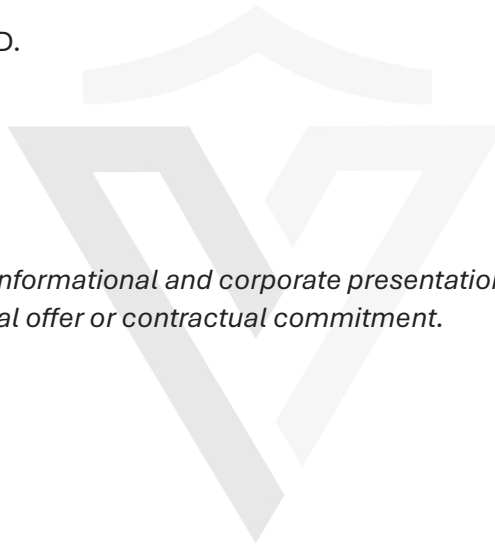 D.
nformational and corporate presentation
al offer or contractual commitment.